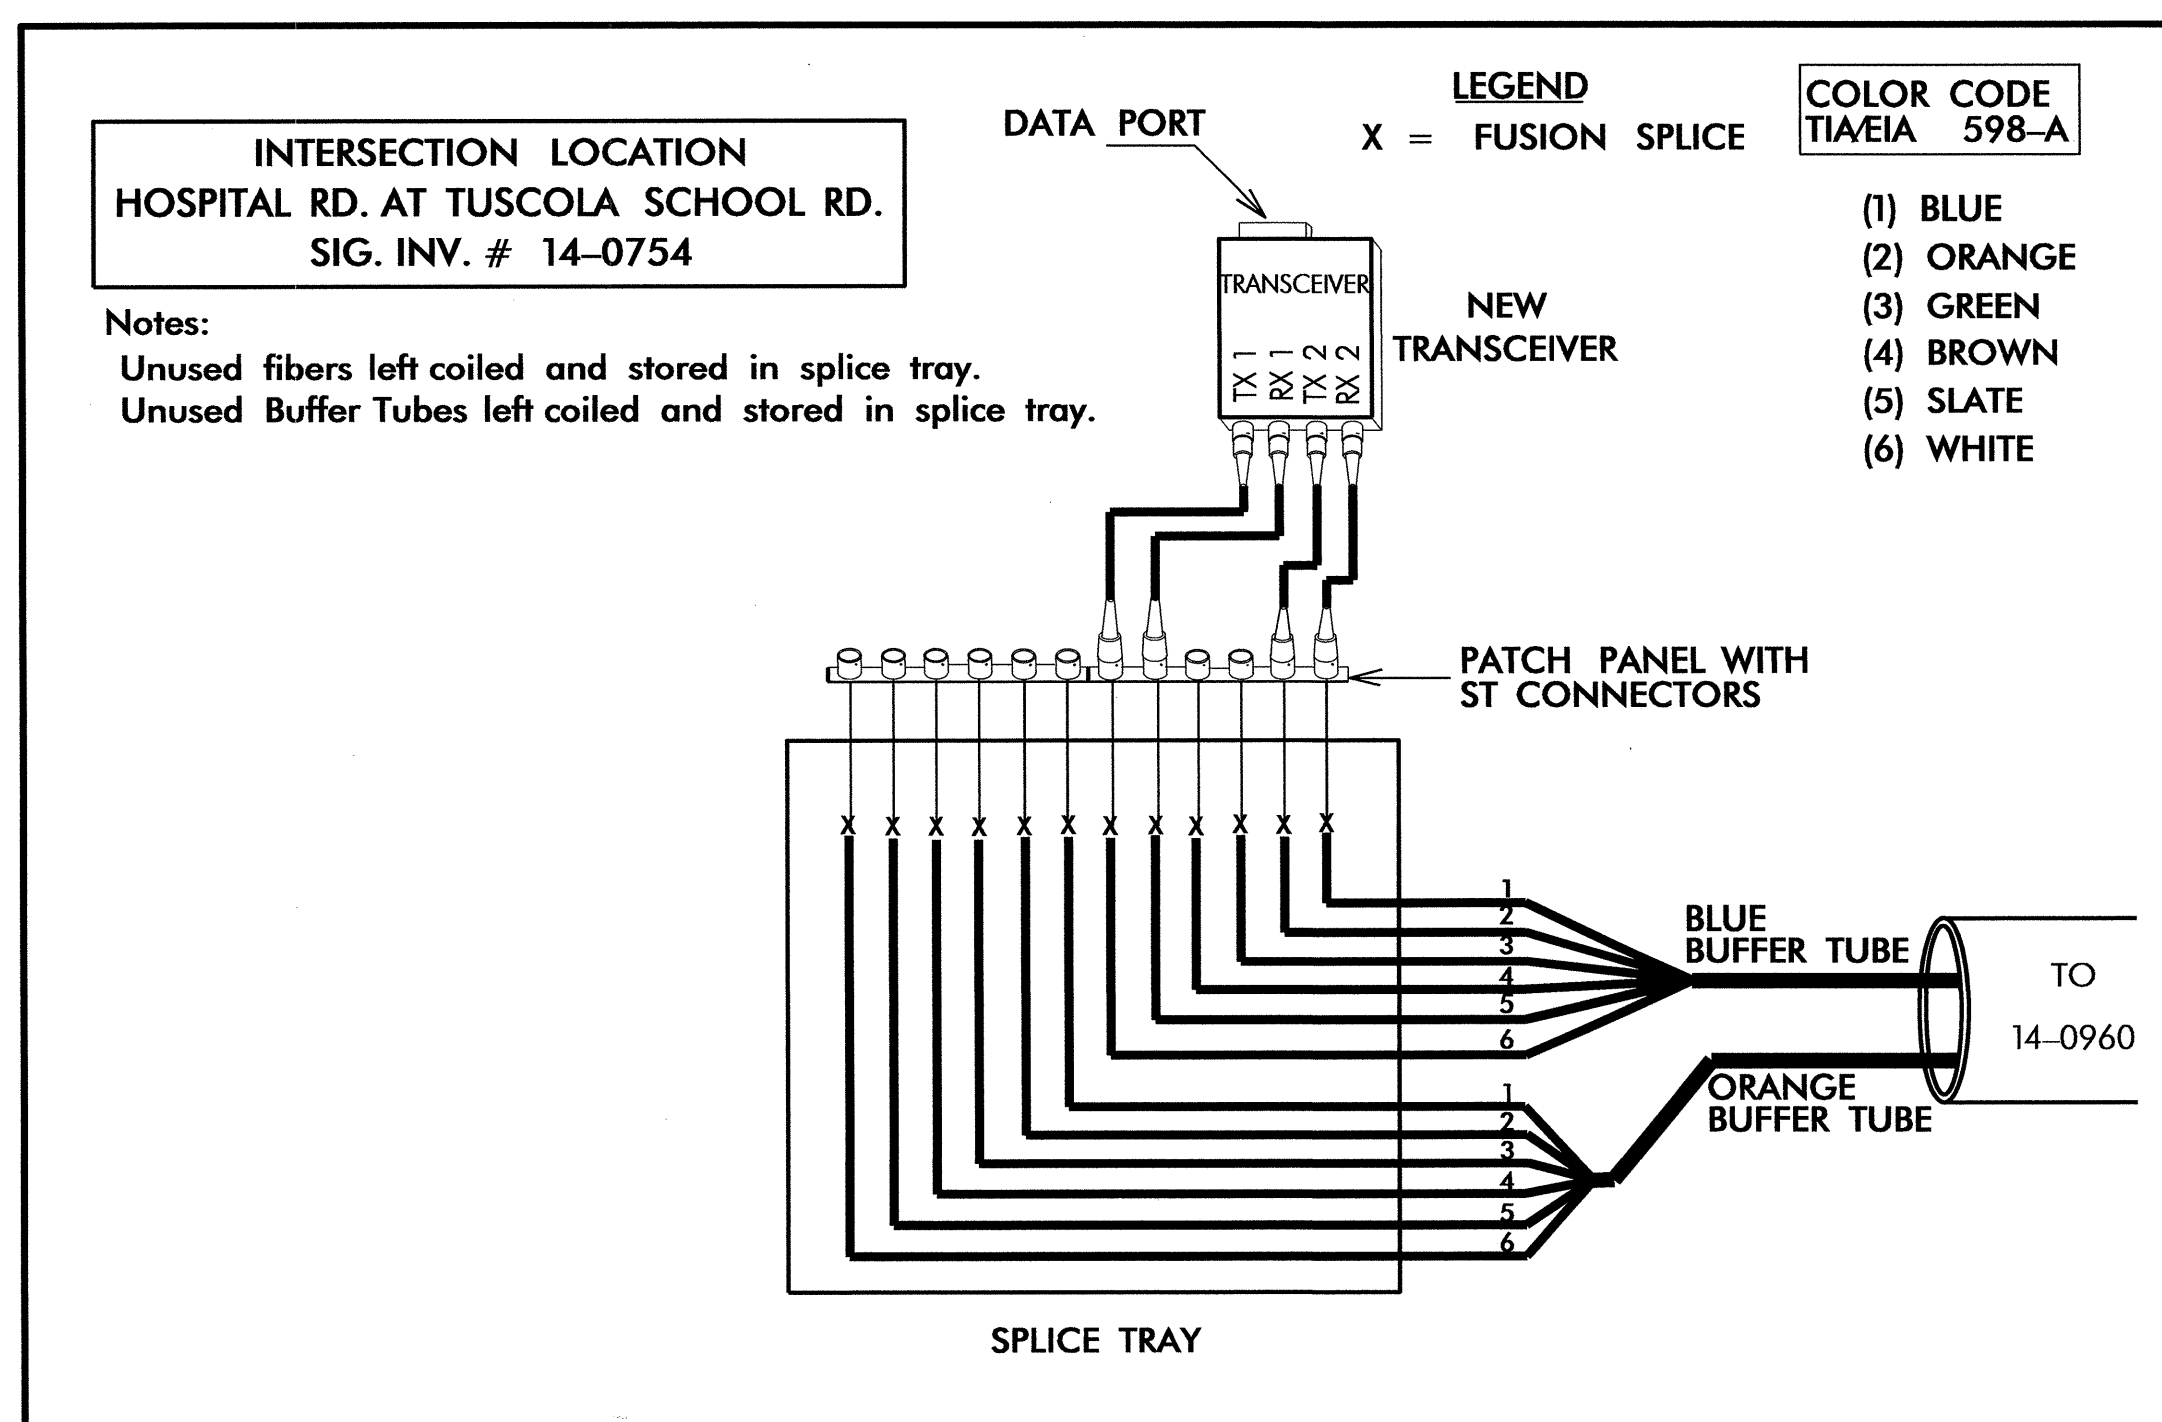 INTERSECTION LOCATION
HOSPITAL RD. AT TUSCOLA SCHOOL RD.
SIG. INV. # 14-0754
Notes:
Unused fibers left coiled and stored in splice tray.
Unused Buffer Tubes left coiled and stored in splice tray.
DATA PORT
LEGEND
X = FUSION SPLICE
COLOR CODE
TIA/EIA 598-A
(1) BLUE
(2) ORANGE
(3) GREEN
(4) BROWN
(5) SLATE
(6) WHITE
TRANSCEIVER
TX 1
RX 1
TX 2
RX 2
NEW
TRANSCEIVER
PATCH PANEL WITH
ST CONNECTORS
X X X X X X X X X X X X
1
2
3
4
5
6
BLUE
BUFFER TUBE
TO
14-0960
1
2
3
4
5
6
ORANGE
BUFFER TUBE
SPLICE TRAY